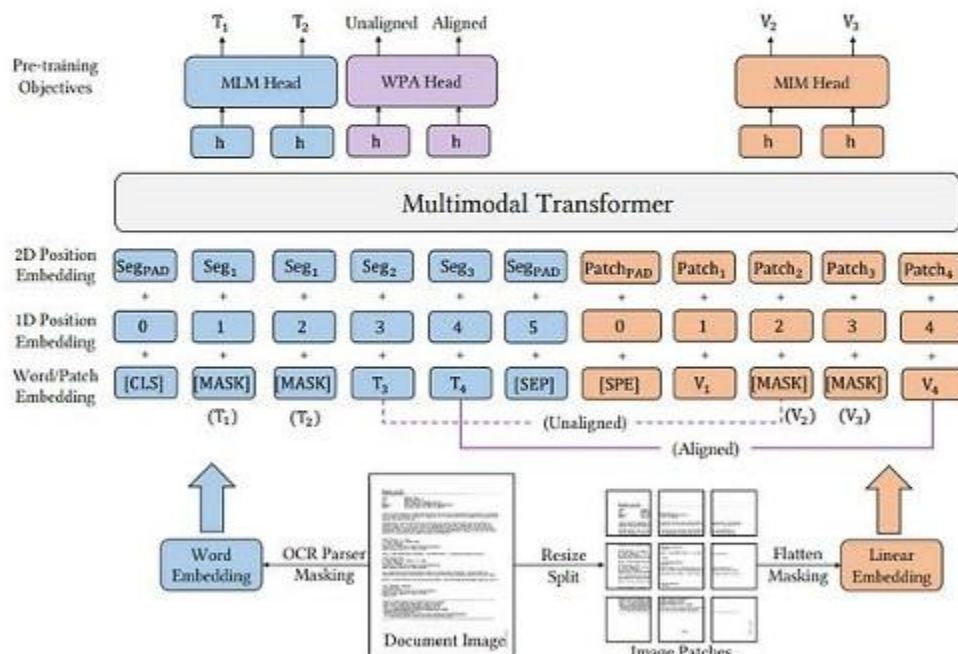 T₁ T₂ Unaligned Aligned V₂ V₃
Pre-training
Objectives
MLM Head WPA Head MIM Head
h h h h h h
Multimodal Transformer
2D Position
Embedding
Seg_PAD Seg₁ Seg₁ Seg₂ Seg₃ Seg_PAD Patch_PAD Patch₁ Patch₂ Patch₃ Patch₄
+ + + + + + + + + + +
1D Position
Embedding
0 1 2 3 4 5 0 1 2 3 4
+ + + + + + + + + + +
Word/Patch
Embedding
[CLS] [MASK] [MASK] T₃ T₄ [SEP] [SPE] V₁ [MASK] [MASK] V₄
(T₁) (T₂) (Unaligned) (V₂) (V₃)
(Aligned)
Word
Embedding
OCR Parser
Masking
Document Image
Resize
Split
Image Patches
Flatten
Masking
Linear
Embedding